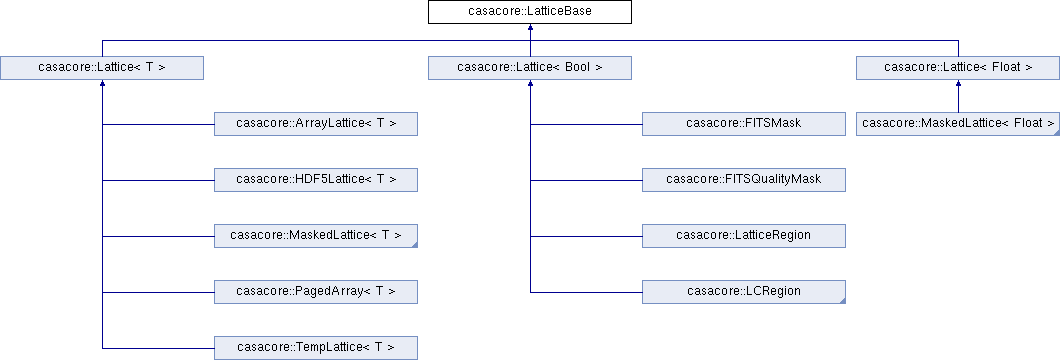 casacore::LatticeBase
casacore::Lattice< T >
casacore::Lattice< Bool >
casacore::Lattice< Float >
casacore::ArrayLattice< T >
casacore::FITSMask
casacore::MaskedLattice< Float >
casacore::HDF5Lattice< T >
casacore::FITSQualityMask
casacore::MaskedLattice< T >
casacore::LatticeRegion
casacore::PagedArray< T >
casacore::LCRegion
casacore::TempLattice< T >